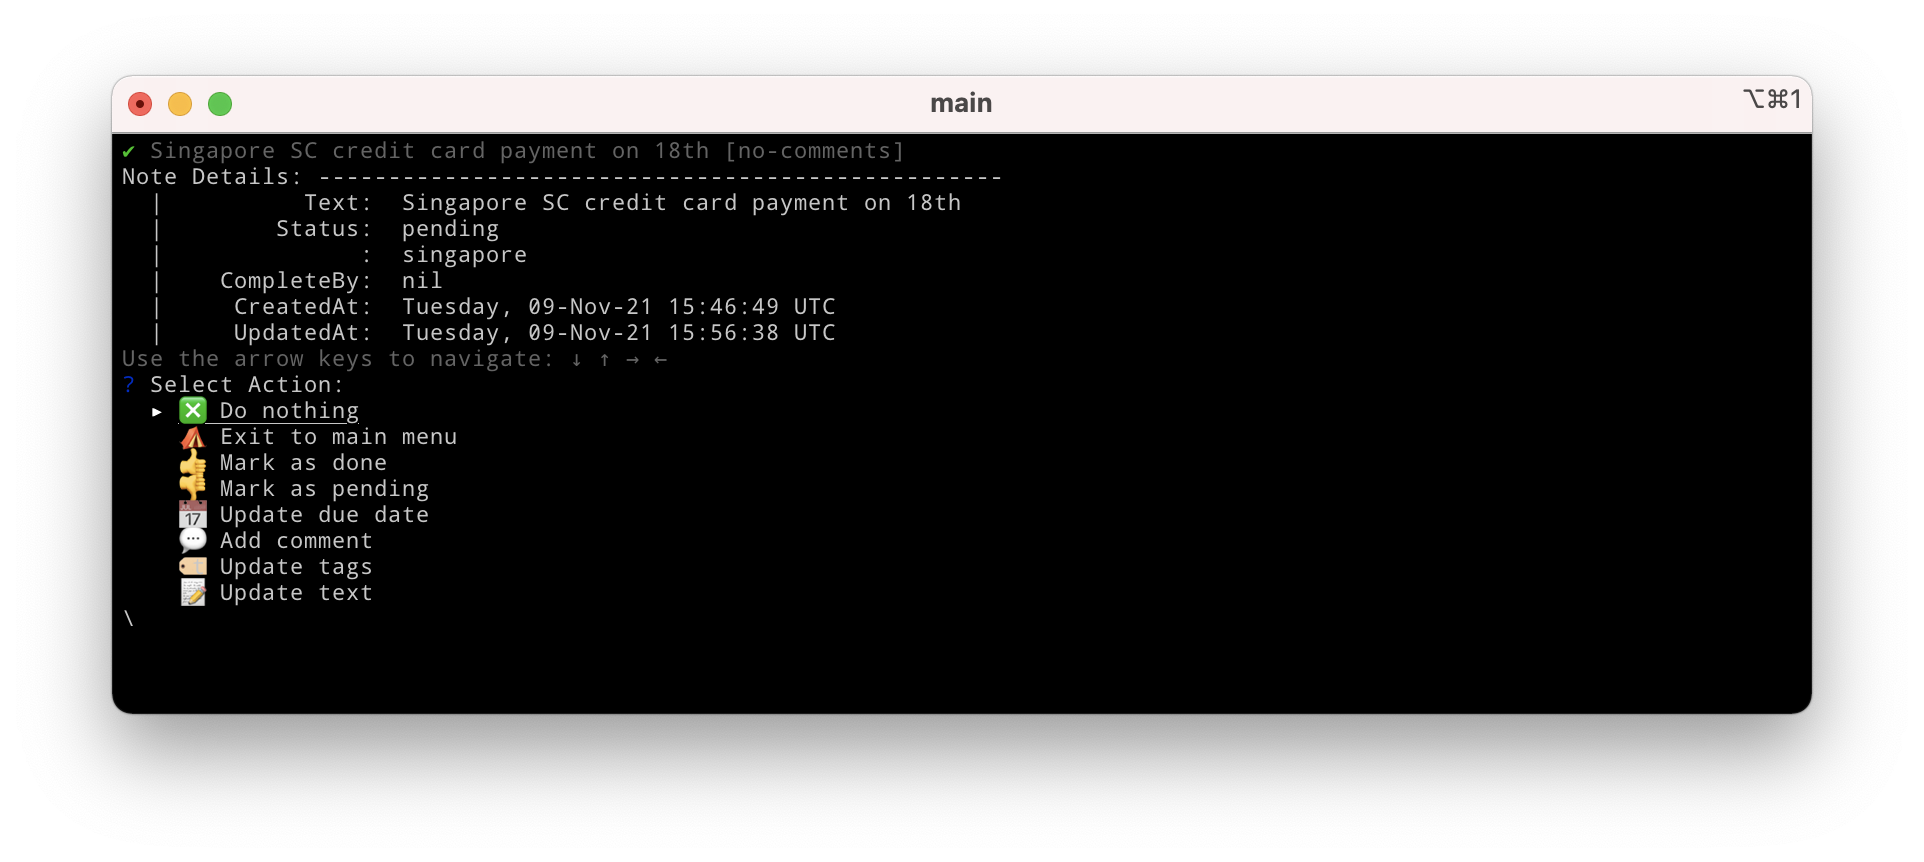 main
⌥⌘1
✔ Singapore SC credit card payment on 18th [no-comments]
Note Details: -------------------------------------------------
  |          Text:  Singapore SC credit card payment on 18th
  |        Status:  pending
  |              :  singapore
  |    CompleteBy:  nil
  |     CreatedAt:  Tuesday, 09-Nov-21 15:46:49 UTC
  |     UpdatedAt:  Tuesday, 09-Nov-21 15:56:38 UTC
Use the arrow keys to navigate: ↓ ↑ → ←
? Select Action:
  ▸ ❎ Do nothing
    ⛺ Exit to main menu
    👍 Mark as done
    👎 Mark as pending
    📅 Update due date
    💬 Add comment
    🏷 Update tags
    📝 Update text
\